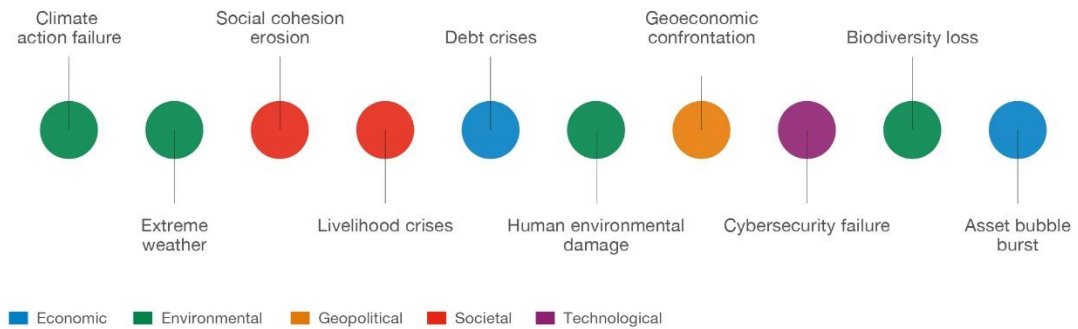 Climate
action failure
Social cohesion
erosion
Debt crises
Geoeconomic
confrontation
Biodiversity loss
Extreme
weather
Livelihood crises
Human environmental
damage
Cybersecurity failure
Asset bubble
burst
Economic
Environmental
Geopolitical
Societal
Technological